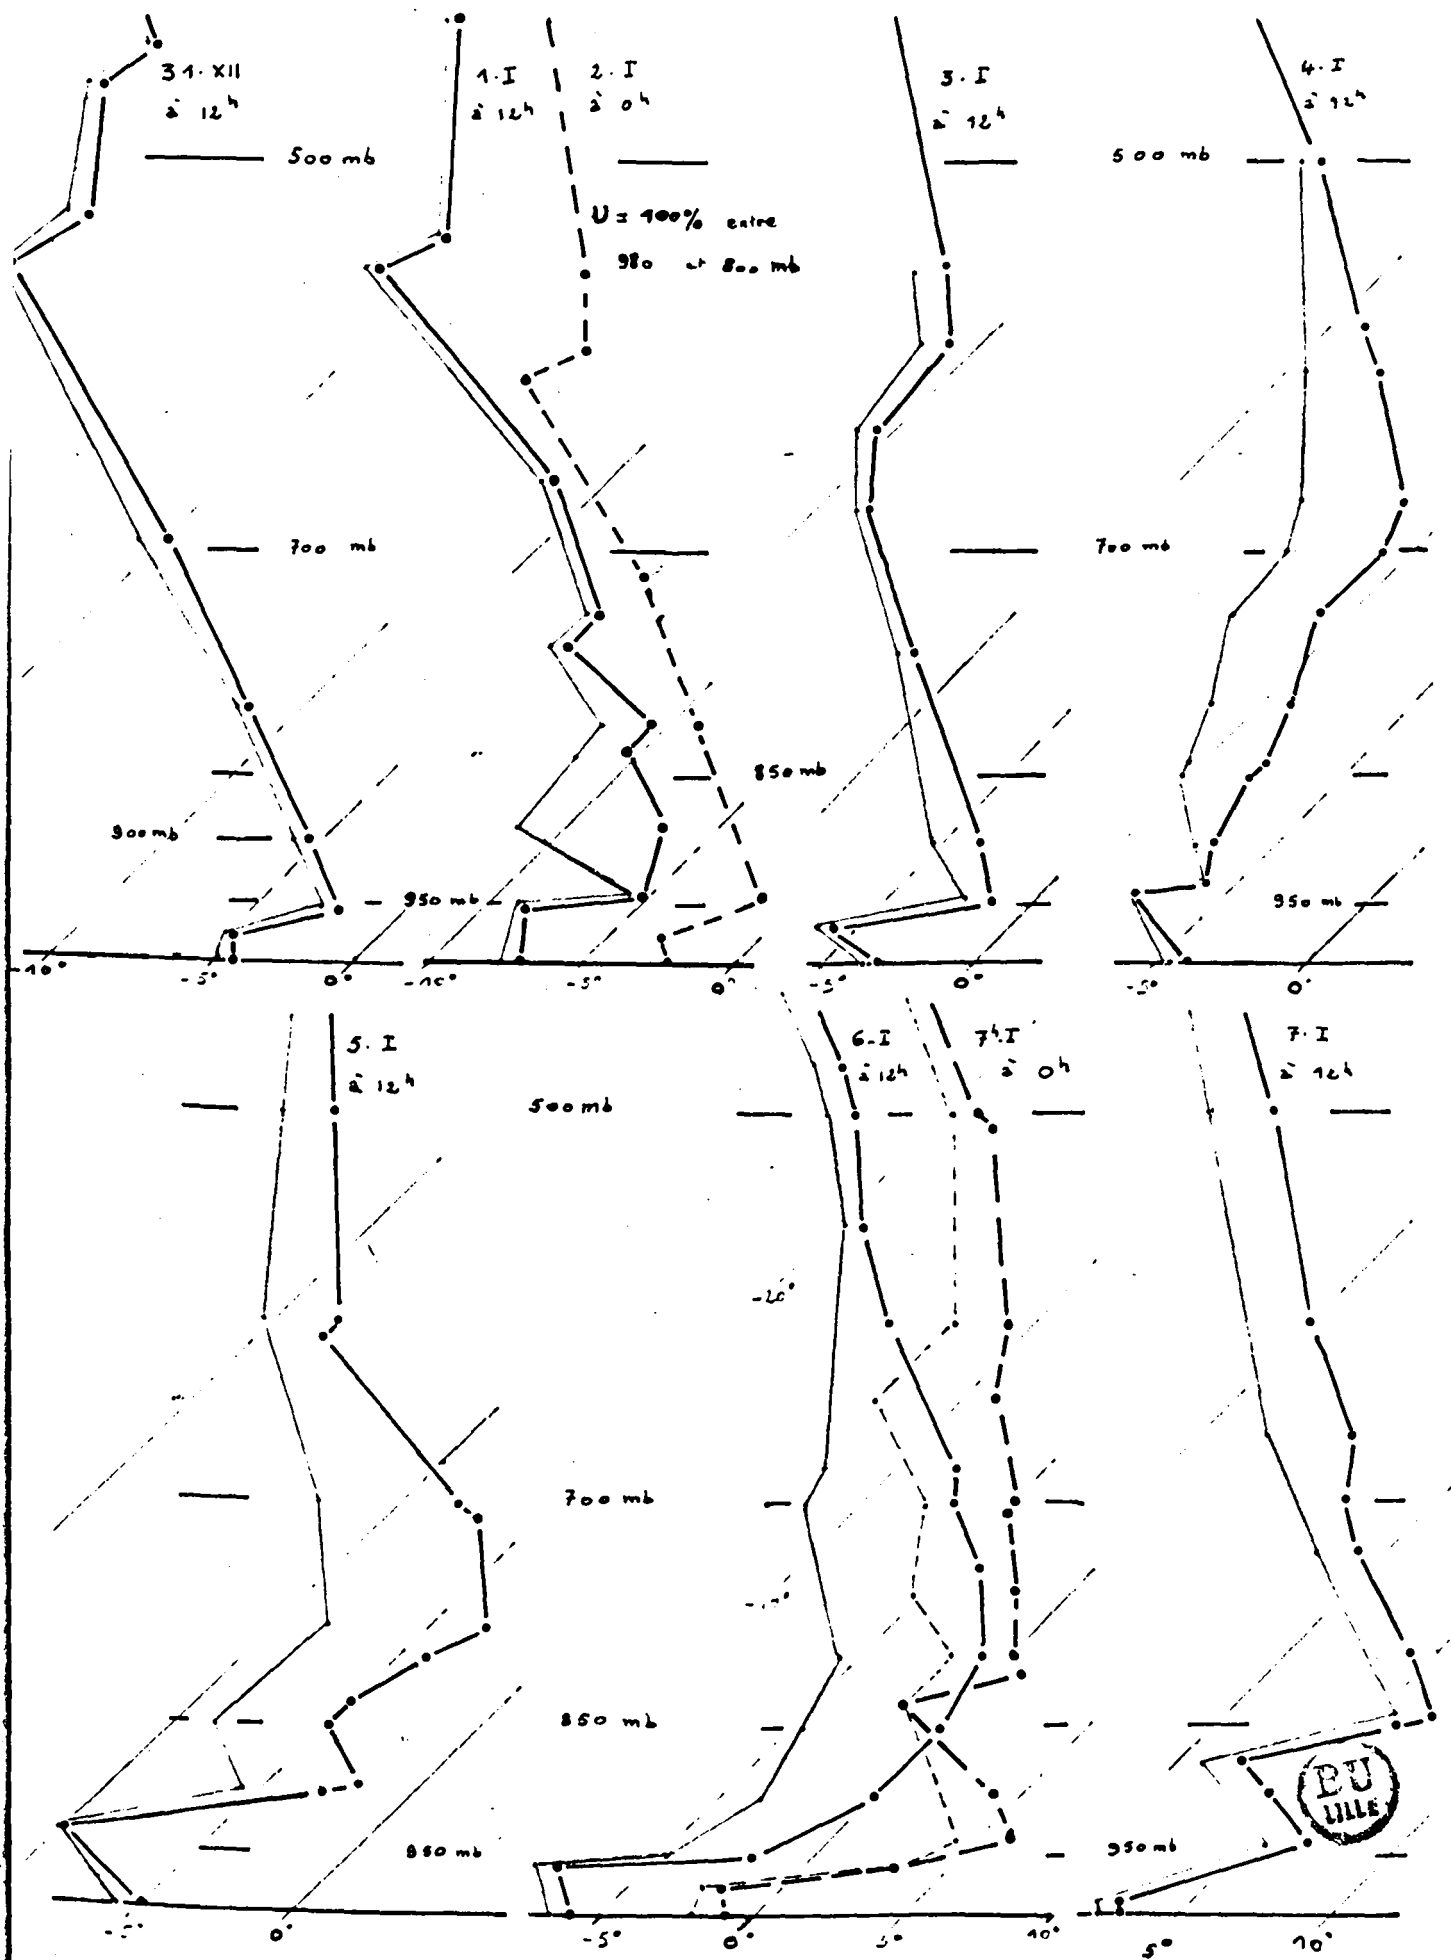 31. XII
à 12h
1. I
à 12h
2. I
à 0h
3. I
à 12h
4. I
à 12h
500 mb
500 mb
U = 100% entre
980 et 800 mb
700 mb
700 mb
850 mb
900 mb
950 mb
950 mb
-10° -5° 0° -10° -5° 0° -5° 0° -5° 0°
5. I
à 12h
6-I
à 12h
7h.I
à 0h
7. I
à 12h
500 mb
-20°
700 mb
-10°
850 mb
BU
LILLE
950 mb
950 mb
-5° 0° -5° 0° 5° 10° 5° 10°